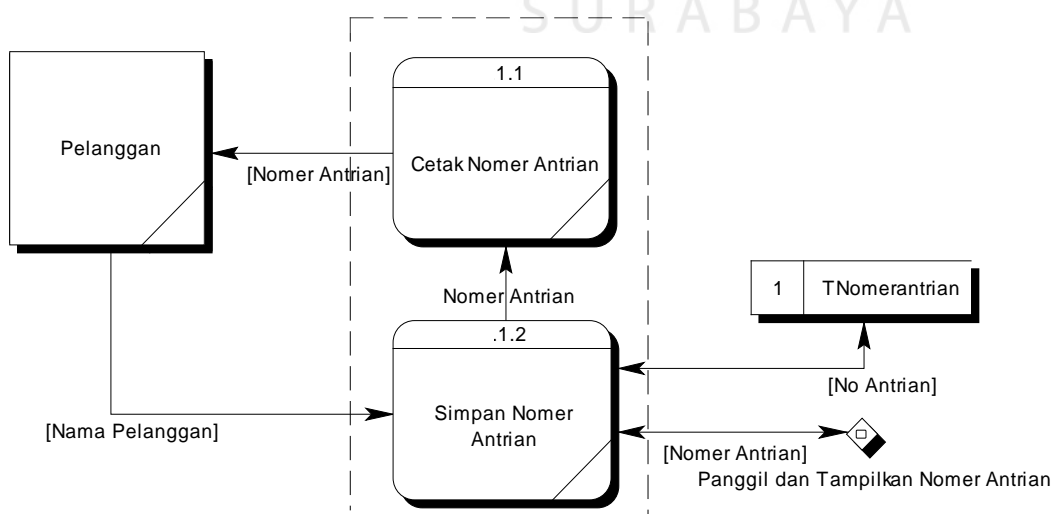 SURABAYA
1.1
Pelanggan
Cetak Nomer Antrian
[Nomer Antrian]
Nomer Antrian
1
TNomerantrian
.1.2
[No Antrian]
Simpan Nomer
Antrian
[Nama Pelanggan]
[Nomer Antrian]
Panggil dan Tampilkan Nomer Antrian